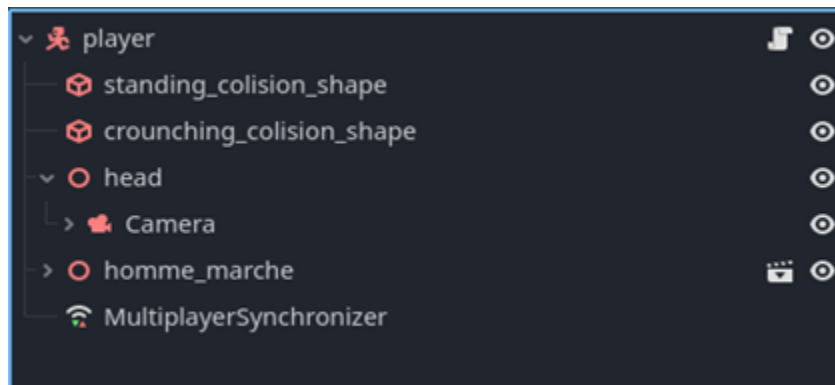 player
standing_colision_shape
crounching_colision_shape
head
Camera
homme_marche
MultiplayerSynchronizer